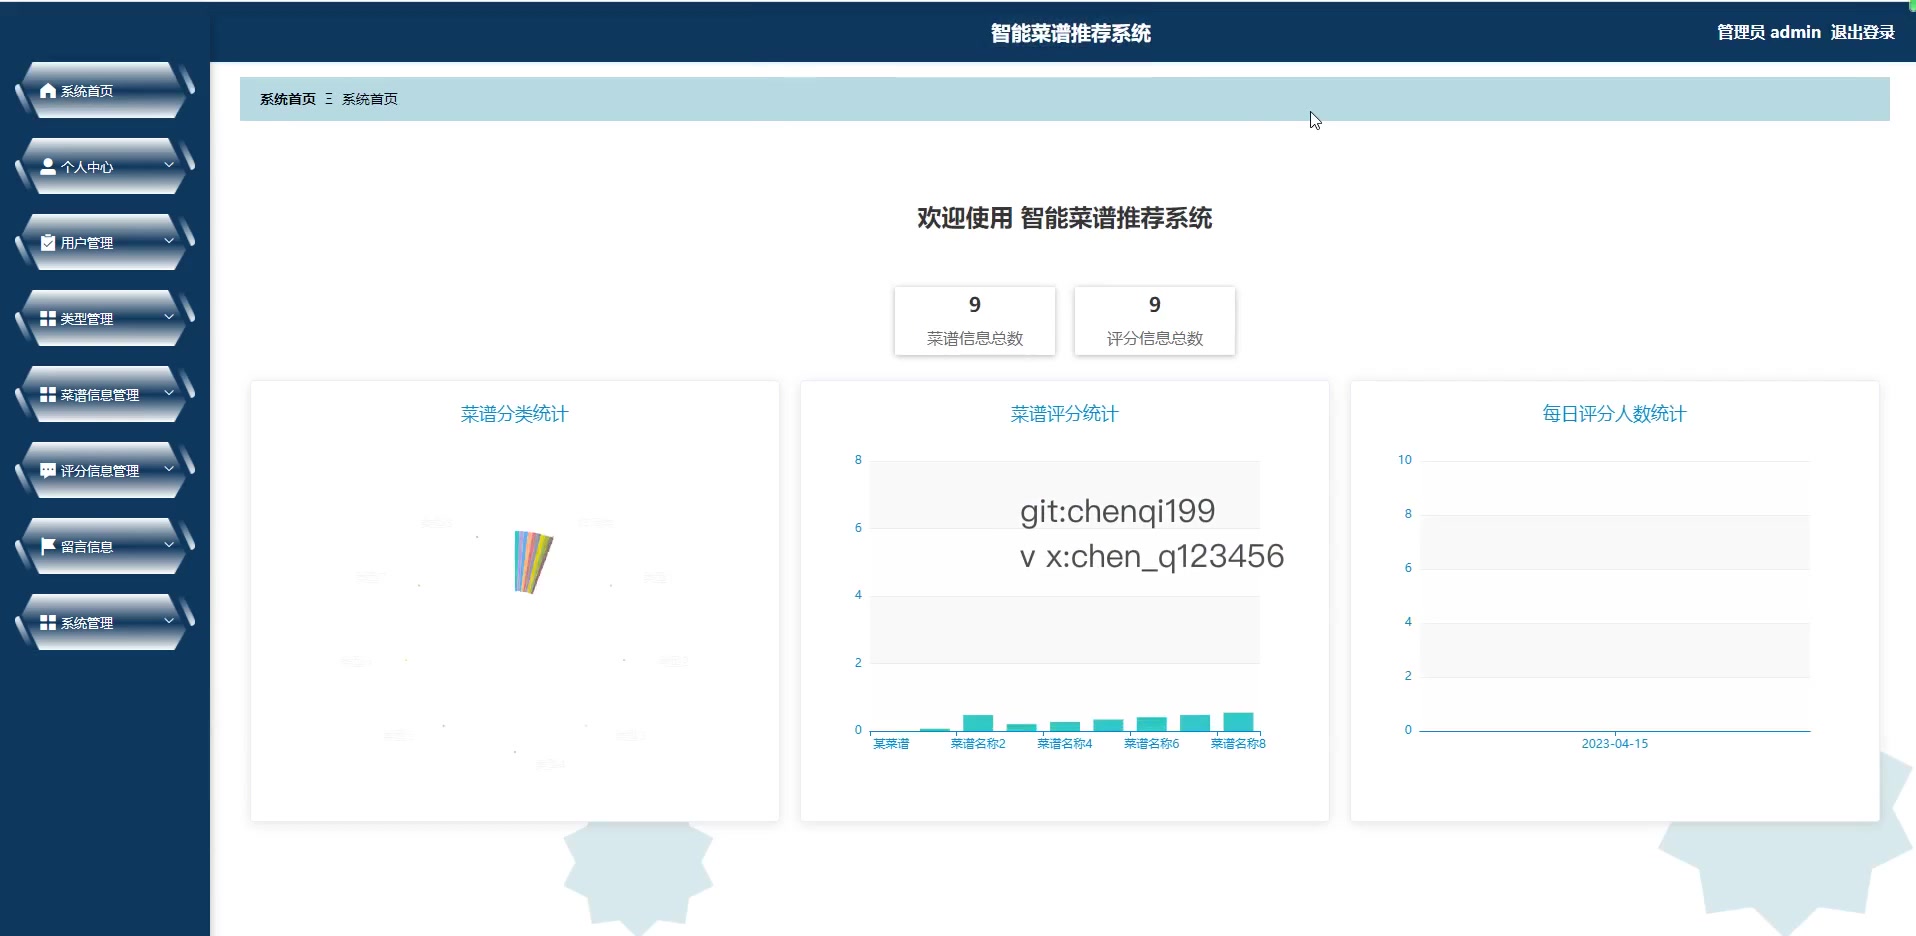 智能菜谱推荐系统
管理员 admin 退出登录
系统首页
个人中心
用户管理
类型管理
菜谱信息管理
评分信息管理
留言信息
系统管理
系统首页 Ξ 系统首页
欢迎使用 智能菜谱推荐系统
9
菜谱信息总数
9
评分信息总数
菜谱分类统计
菜谱评分统计
8
6
4
2
0
某菜谱 菜谱名称2 菜谱名称4 菜谱名称6 菜谱名称8
git:chenqi199
v x:chen_q123456
每日评分人数统计
10
8
6
4
2
0
2023-04-15